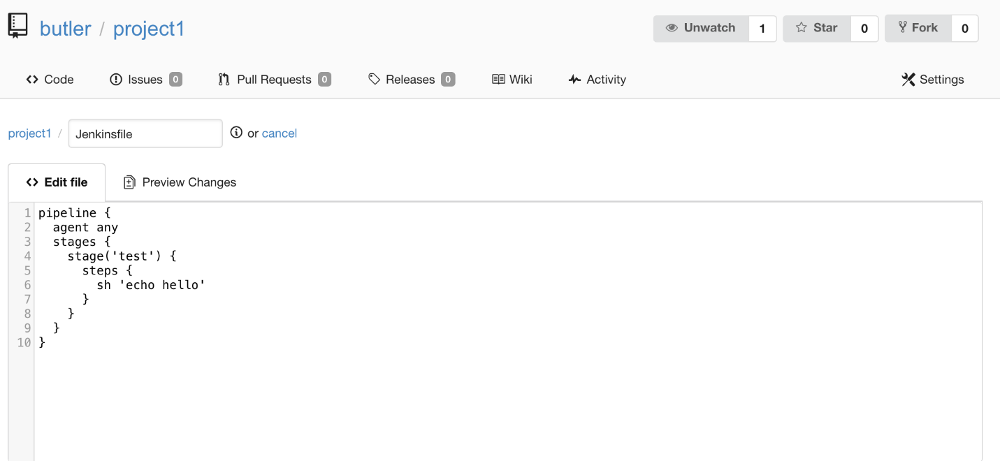 butler / project1 Unwatch 1 Star 0 Fork 0
Code Issues 0 Pull Requests 0 Releases 0 Wiki Activity Settings
project1 / Jenkinsfile or cancel
Edit file Preview Changes
1 pipeline {
2   agent any
3   stages {
4     stage('test') {
5       steps {
6         sh 'echo hello'
7       }
8     }
9   }
10 }